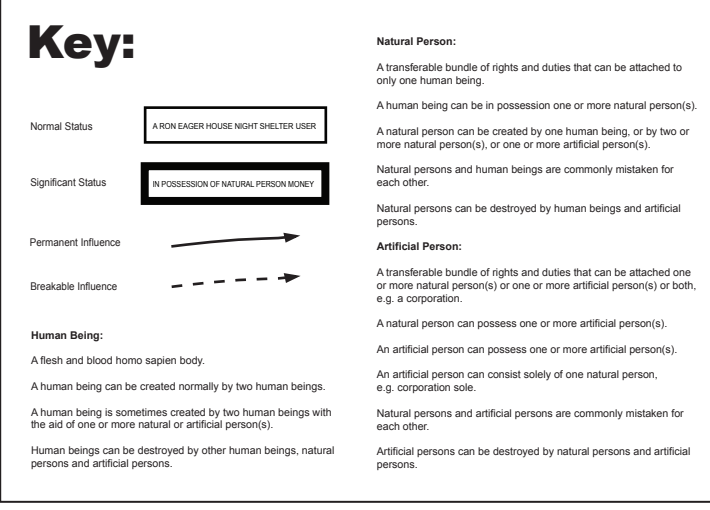 Key:
Normal Status
A RON EAGER HOUSE NIGHT SHELTER USER
Significant Status
IN POSSESSION OF NATURAL PERSON MONEY
Permanent Influence
Breakable Influence
Human Being:
A flesh and blood homo sapien body.
A human being can be created normally by two human beings.
A human being is sometimes created by two human beings with
the aid of one or more natural or artificial person(s).
Human beings can be destroyed by other human beings, natural
persons and artificial persons.
Natural Person:
A transferable bundle of rights and duties that can be attached to
only one human being.
A human being can be in possession one or more natural person(s).
A natural person can be created by one human being, or by two or
more natural person(s), or one or more artificial person(s).
Natural persons and human beings are commonly mistaken for
each other.
Natural persons can be destroyed by human beings and artificial
persons.
Artificial Person:
A transferable bundle of rights and duties that can be attached one
or more natural person(s) or one or more artificial person(s) or both,
e.g. a corporation.
A natural person can possess one or more artificial person(s).
An artificial person can possess one or more artificial person(s).
An artificial person can consist solely of one natural person,
e.g. corporation sole.
Natural persons and artificial persons are commonly mistaken for
each other.
Artificial persons can be destroyed by natural persons and artificial
persons.